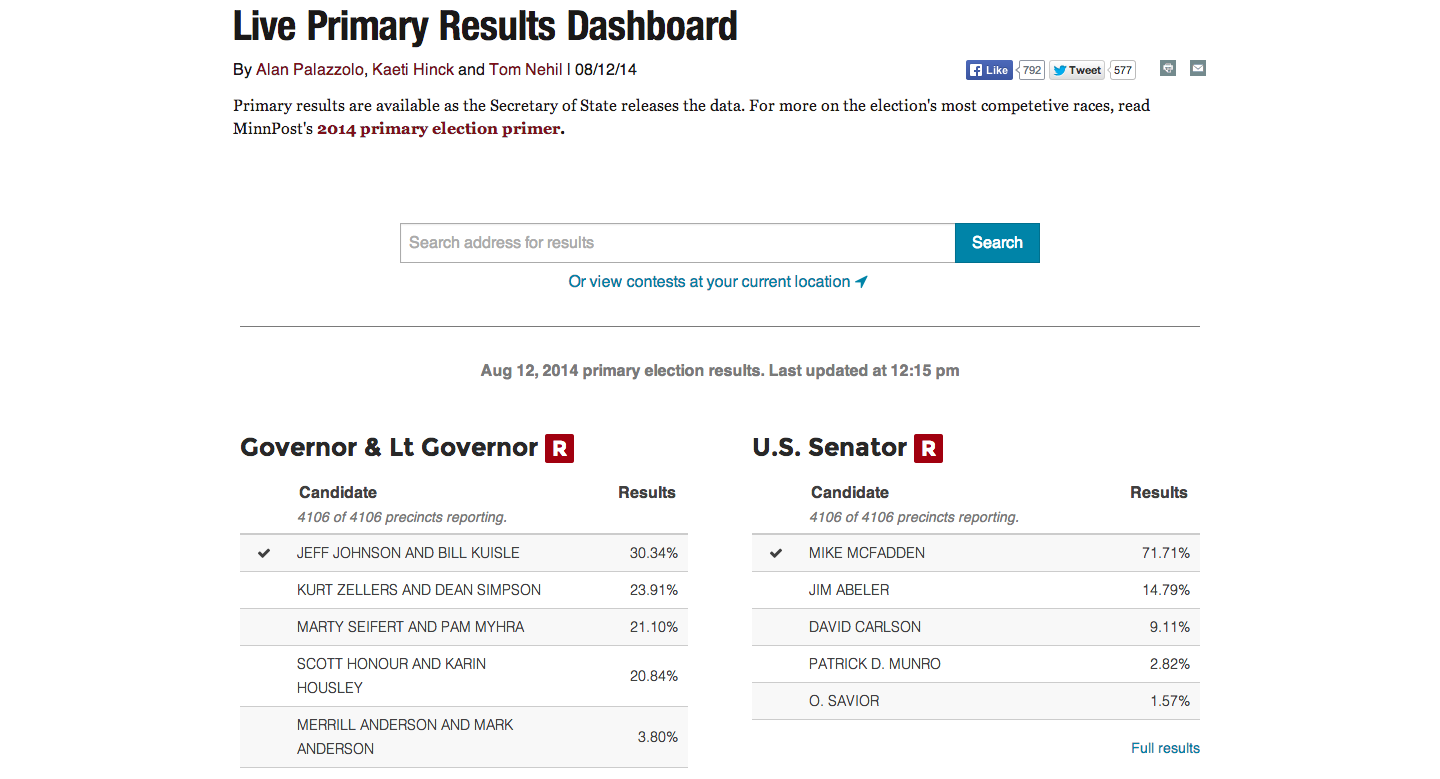 Live Primary Results Dashboard
By Alan Palazzolo, Kaeti Hinck and Tom Nehil I 08/12/14
Like 792 Tweet 577
Primary results are available as the Secretary of State releases the data. For more on the election's most competetive races, read
MinnPost's 2014 primary election primer.
Search address for results
Search
Or view contests at your current location
Aug 12, 2014 primary election results. Last updated at 12:15 pm
Governor & Lt Governor R
Candidate Results
4106 of 4106 precincts reporting.
JEFF JOHNSON AND BILL KUISLE 30.34%
KURT ZELLERS AND DEAN SIMPSON 23.91%
MARTY SEIFERT AND PAM MYHRA 21.10%
SCOTT HONOUR AND KARIN
HOUSLEY 20.84%
MERRILL ANDERSON AND MARK
ANDERSON 3.80%
U.S. Senator R
Candidate Results
4106 of 4106 precincts reporting.
MIKE MCFADDEN 71.71%
JIM ABELER 14.79%
DAVID CARLSON 9.11%
PATRICK D. MUNRO 2.82%
O. SAVIOR 1.57%
Full results